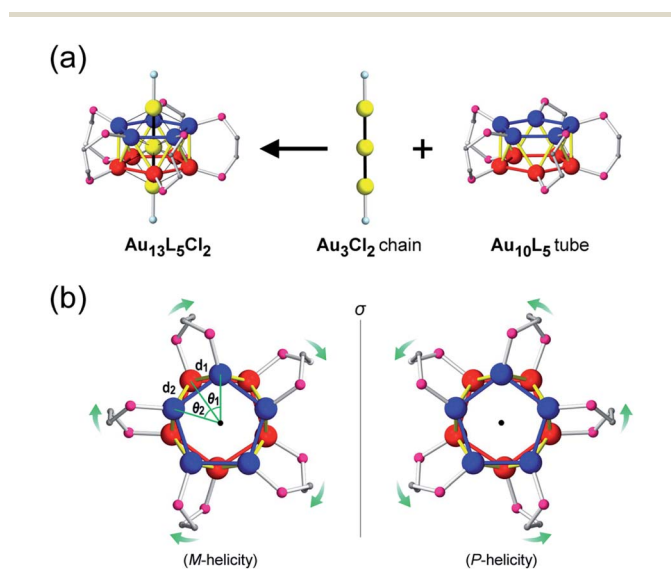 (a)
Au₁₃L₅Cl₂
Au₃Cl₂ chain
Au₁₀L₅ tube
(b)
σ
d₁
d₂
θ₁
θ₂
(M-helicity)
(P-helicity)